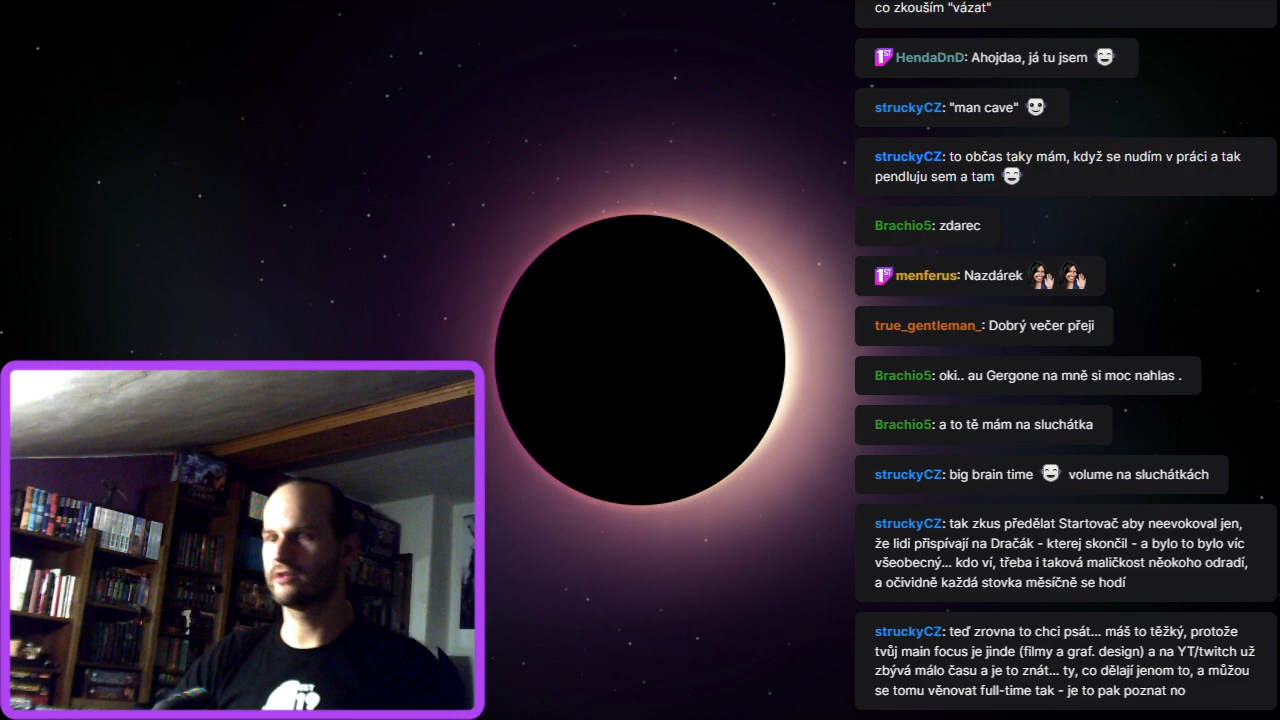 co zkouším "vázat"
1ST HendaDnD: Ahojdaa, já tu jsem
struckyCZ: "man cave"
struckyCZ: to občas taky mám, když se nudím v práci a tak
pendluju sem a tam
Brachio5: zdarec
1ST menferus: Nazdárek
true_gentleman_: Dobrý večer přeji
Brachio5: oki.. au Gergone na mně si moc nahlas .
Brachio5: a to tě mám na sluchátka
struckyCZ: big brain time volume na sluchátkách
struckyCZ: tak zkus předělat Startovač aby neevokoval jen,
že lidi přispívají na Dračák - kterej skončil - a bylo to bylo víc
všeobecný... kdo ví, třeba i taková maličkost něokoho odradí,
a očividně každá stovka měsíčně se hodí
struckyCZ: teď zrovna to chci psát... máš to těžký, protože
tvůj main focus je jinde (filmy a graf. design) a na YT/twitch už
zbývá málo času a je to znát... ty, co dělají jenom to, a můžou
se tomu věnovat full-time tak - je to pak poznat no